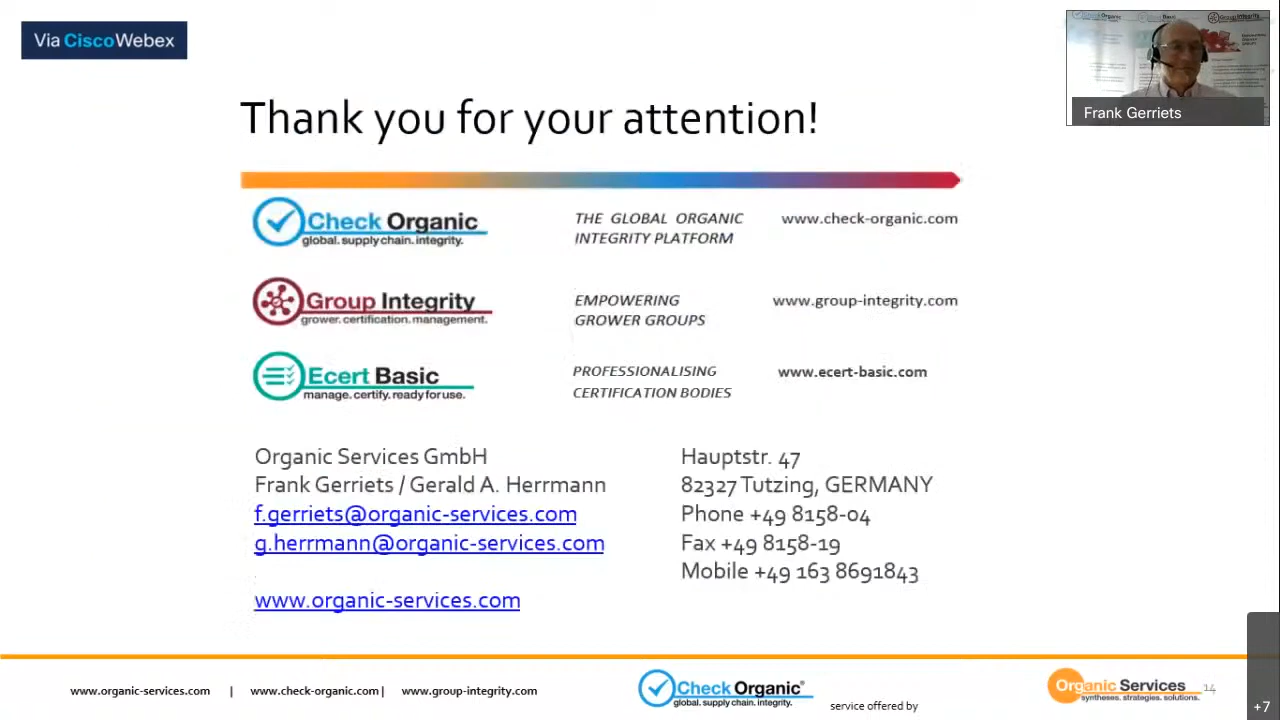 Via CiscoWebex
Frank Gerriets
Thank you for your attention!
Check Organic
global. supply chain. integrity.
THE GLOBAL ORGANIC
INTEGRITY PLATFORM
www.check-organic.com
Group Integrity
grower. certification. management.
EMPOWERING
GROWER GROUPS
www.group-integrity.com
Ecert Basic
manage. certify. ready for use.
PROFESSIONALISING
CERTIFICATION BODIES
www.ecert-basic.com
Organic Services GmbH
Frank Gerriets / Gerald A. Herrmann
f.gerriets@organic-services.com
g.herrmann@organic-services.com
www.organic-services.com
Hauptstr. 47
82327 Tutzing, GERMANY
Phone +49 8158-04
Fax +49 8158-19
Mobile +49 163 8691843
www.organic-services.com | www.check-organic.com | www.group-integrity.com
Check Organic®
global. supply chain. integrity.
service offered by
Organic Services
syntheses. strategies. solutions.
14
+7